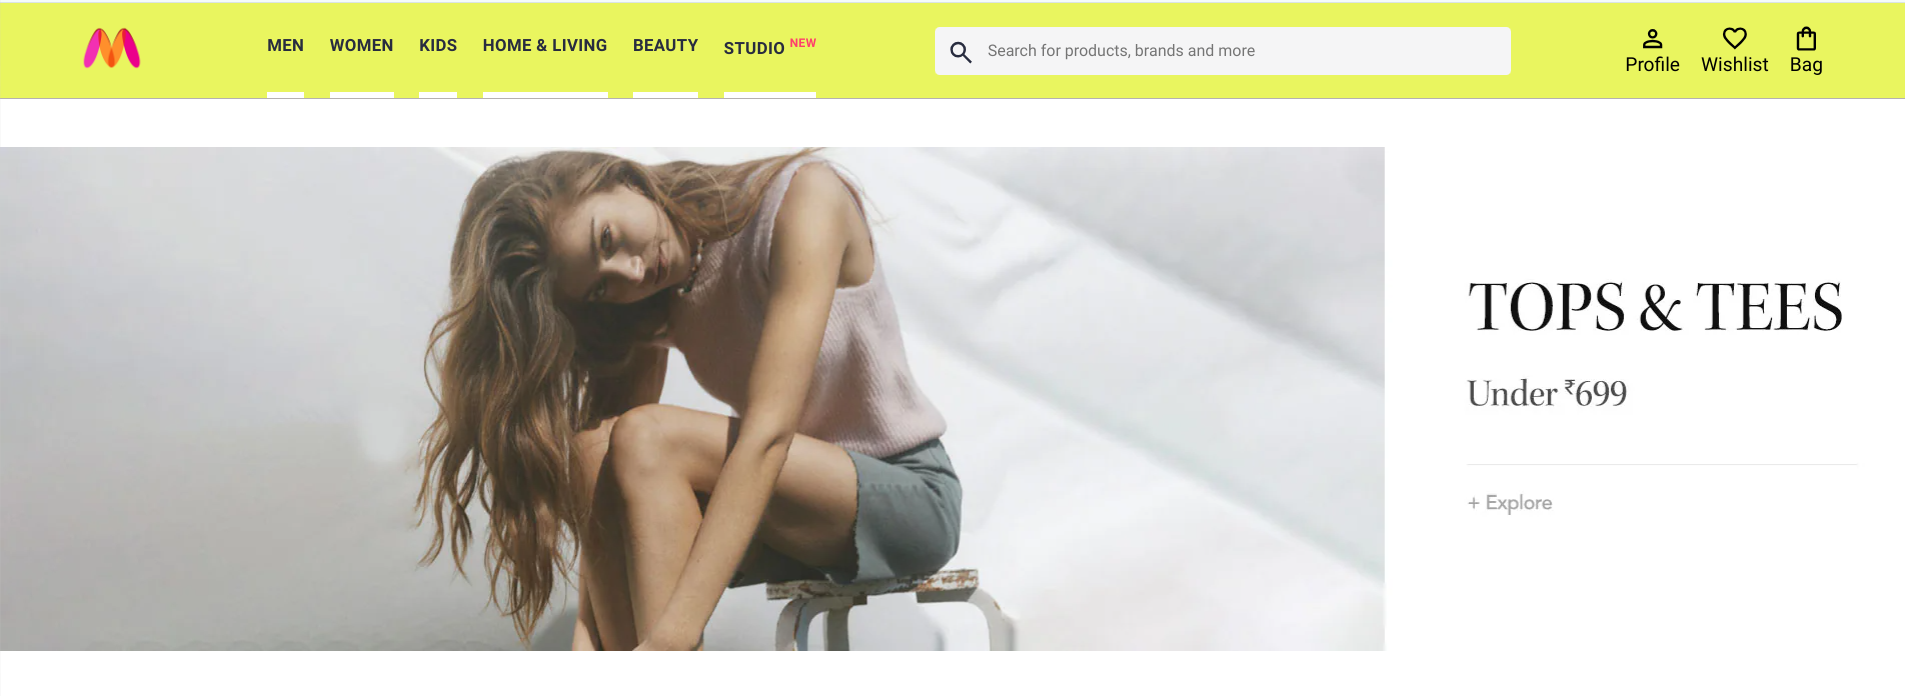 MEN WOMEN KIDS HOME & LIVING BEAUTY STUDIO NEW
Search for products, brands and more
Profile Wishlist Bag
TOPS & TEES
Under ₹699
+ Explore